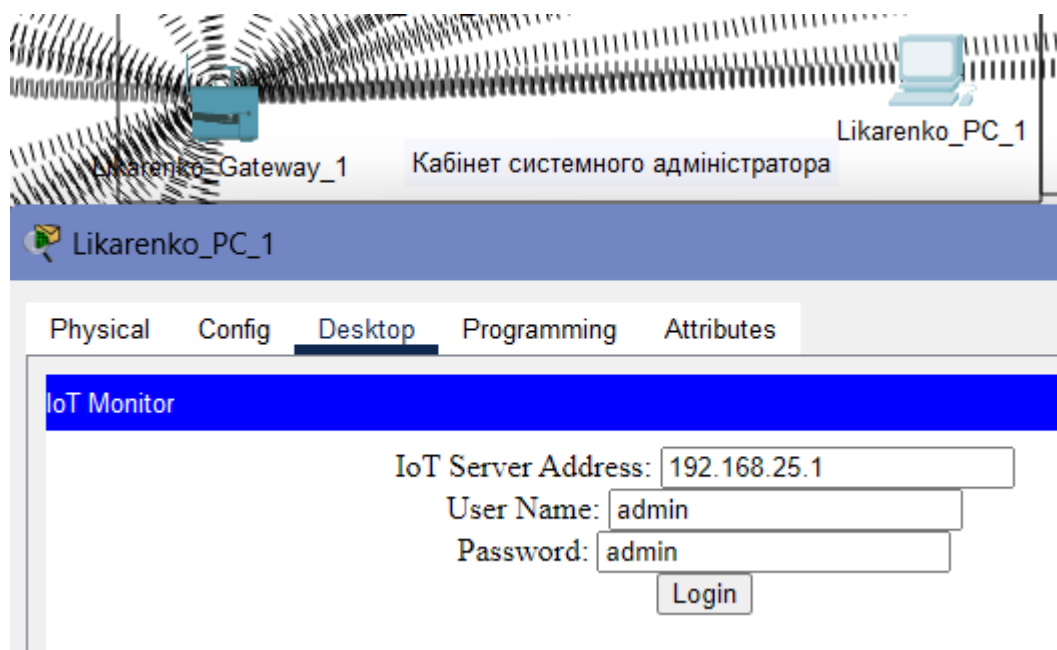 Likarenko_PC_1
Likarenko_Gateway_1
Кабінет системного адміністратора
Likarenko_PC_1
Physical Config Desktop Programming Attributes
IoT Monitor
IoT Server Address: 192.168.25.1
User Name: admin
Password: admin
Login